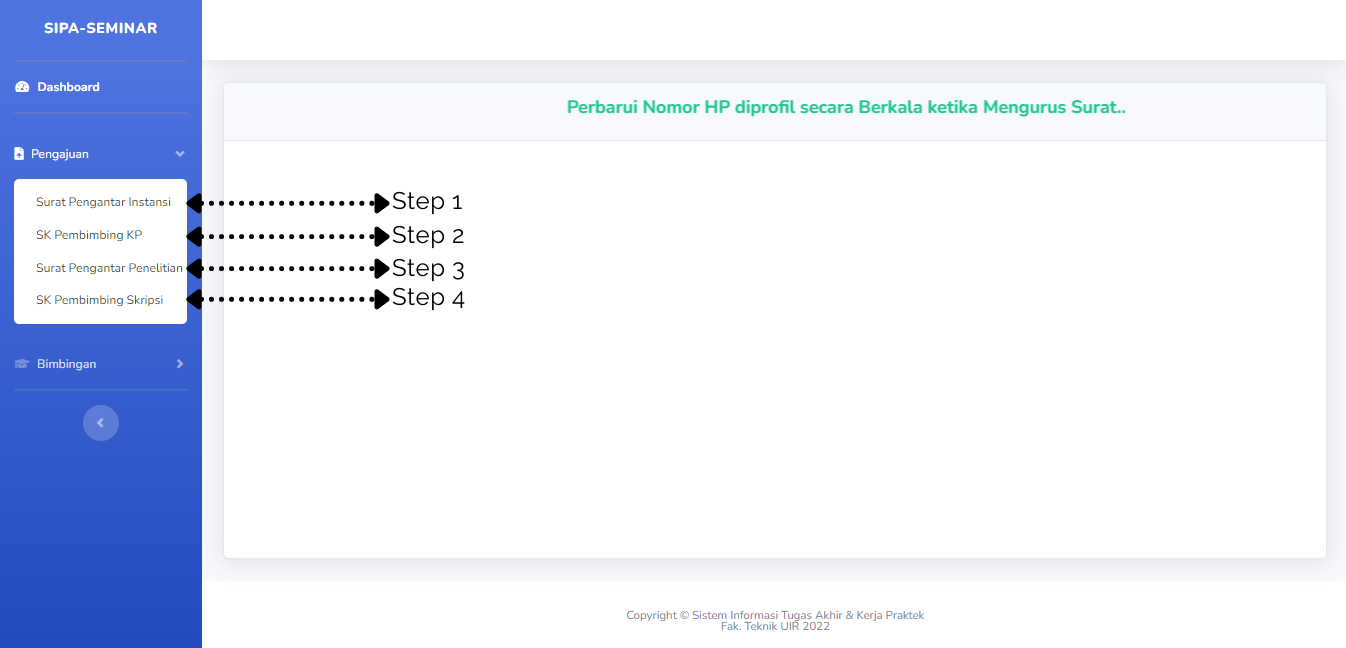 SIPA-SEMINAR
Dashboard
Pengajuan
Surat Pengantar Instansi
SK Pembimbing KP
Surat Pengantar Penelitian
SK Pembimbing Skripsi
Bimbingan
Perbarui Nomor HP diprofil secara Berkala ketika Mengurus Surat..
Step 1
Step 2
Step 3
Step 4
Copyright © Sistem Informasi Tugas Akhir & Kerja Praktek
Fak. Teknik UIR 2022